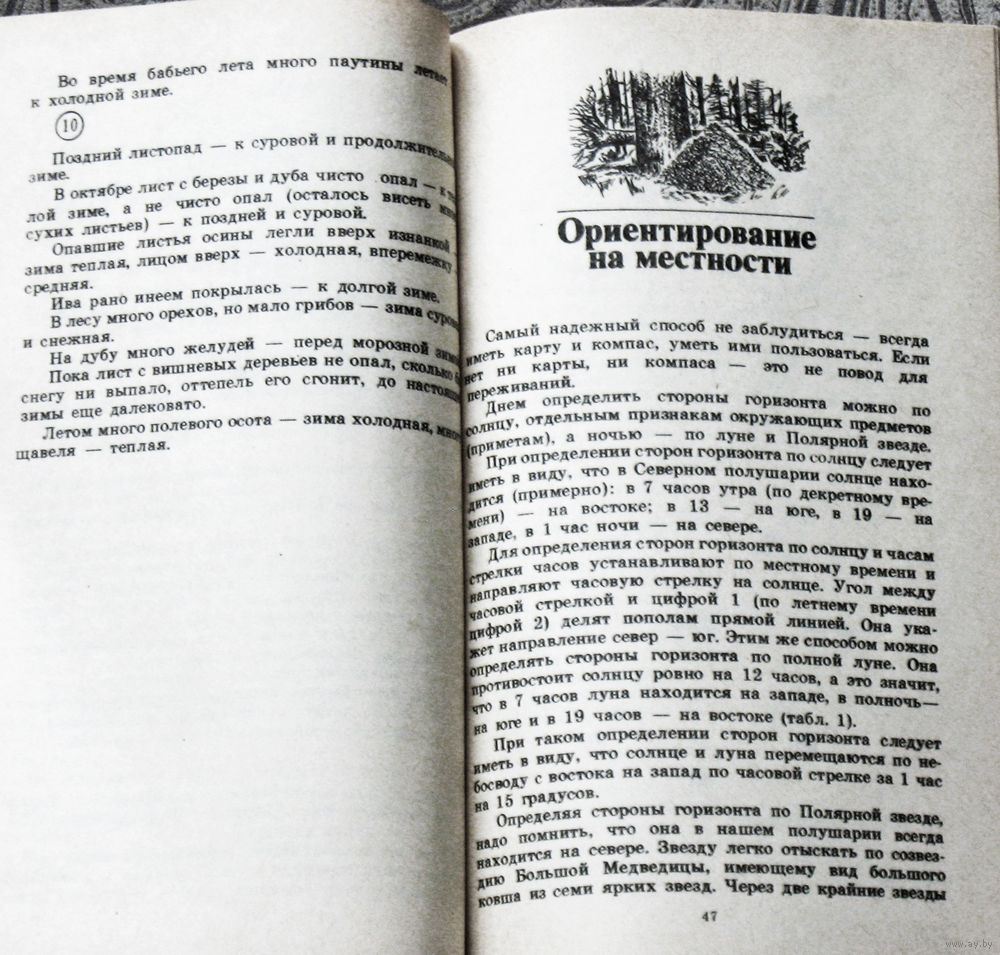 Во время бабьего лета много паутины летает
к холодной зиме.
10
Поздний листопад — к суровой и продолжитель
зиме.
В октябре лист с березы и дуба чисто опал — к
лой зиме, а не чисто опал (осталось висеть
сухих листьев) — к поздней и суровой.
Опавшие листья осины легли вверх изнанкой
зима теплая, лицом вверх — холодная, вперемежку
средняя.
Ива рано инеем покрылась — к долгой зиме.
В лесу много орехов, но мало грибов — зима суров
и снежная.
На дубу много желудей — перед морозной зимой
Пока лист с вишневых деревьев не опал, сколько
снегу ни выпало, оттепель его сгонит, до настоящ
зимы еще далековато.
Летом много полевого осота — зима холодная,
щавеля — теплая.
Ориентирование
на местности
Самый надежный способ не заблудиться — всегда
иметь карту и компас, уметь ими пользоваться. Если
нет ни карты, ни компаса — это не повод для
переживаний.
Днем определить стороны горизонта можно по
солнцу, отдельным признакам окружающих предметов
(приметам), а ночью — по луне и Полярной звезде.
При определении сторон горизонта по солнцу следует
иметь в виду, что в Северном полушарии солнце нахо-
дится (примерно): в 7 часов утра (по декретному вре-
мени) — на востоке; в 13 — на юге, в 19 — на
западе, в 1 час ночи — на севере.
Для определения сторон горизонта по солнцу и часам
стрелки часов устанавливают по местному времени и
направляют часовую стрелку на солнце. Угол между
часовой стрелкой и цифрой 1 (по летнему времени
цифрой 2) делят пополам прямой линией. Она ука-
жет направление север — юг. Этим же способом можно
определять стороны горизонта по полной луне. Она
противостоит солнцу ровно на 12 часов, а это значит,
что в 7 часов луна находится на западе, в полночь—
на юге и в 19 часов — на востоке (табл. 1).
При таком определении сторон горизонта следует
иметь в виду, что солнце и луна перемещаются по не-
босводу с востока на запад по часовой стрелке за 1 час
на 15 градусов.
Определяя стороны горизонта по Полярной звезде,
надо помнить, что она в нашем полушарии всегда
находится на севере. Звезду легко отыскать по созвез-
дию Большой Медведицы, имеющему вид большого
ковша из семи ярких звезд. Через две крайние звезды
47
www.ay.by